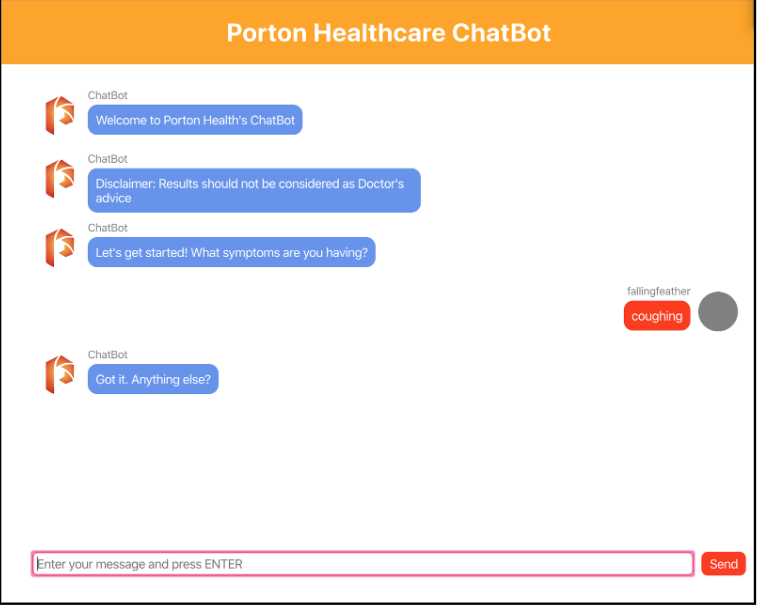 Porton Healthcare ChatBot
ChatBot
Welcome to Porton Health's ChatBot
ChatBot
Disclaimer: Results should not be considered as Doctor's
advice
ChatBot
Let's get started! What symptoms are you having?
fallingfeather
coughing
ChatBot
Got it. Anything else?
Enter your message and press ENTER
Send